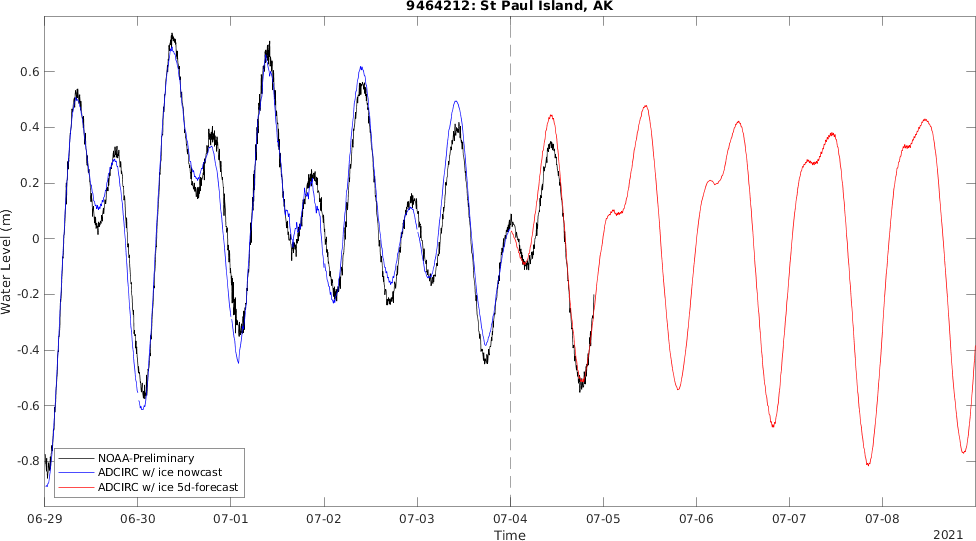 9464212: St Paul Island, AK
Water Level (m)
0.6
0.4
0.2
0
-0.2
-0.4
-0.6
-0.8
NOAA-Preliminary
ADCIRC w/ ice nowcast
ADCIRC w/ ice 5d-forecast
06-29 06-30 07-01 07-02 07-03 07-04 07-05 07-06 07-07 07-08
Time
2021